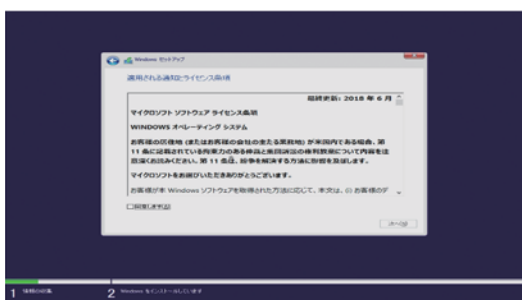 Windows セットアップ
適用される通知とライセンス条項
最終更新: 2018 年 6 月
マイクロソフト ソフトウェア ライセンス条項
WINDOWS オペレーティング システム
お客様の居住地 (またはお客様の会社の主たる業務地) が米国内である場合、第
11 条に記載されている拘束力のある仲裁と集団訴訟の権利放棄について内容を注
意深くお読みください。第 11 条は、紛争を解決する方法に影響を及ぼします。
マイクロソフトをお選びいただきありがとうございます。
お客様が本 Windows ソフトウェアを取得された方法に応じて、本文は、(i) お客様のデ
同意します(A)
次へ(N)
1 情報の収集
2 Windows をインストールしています